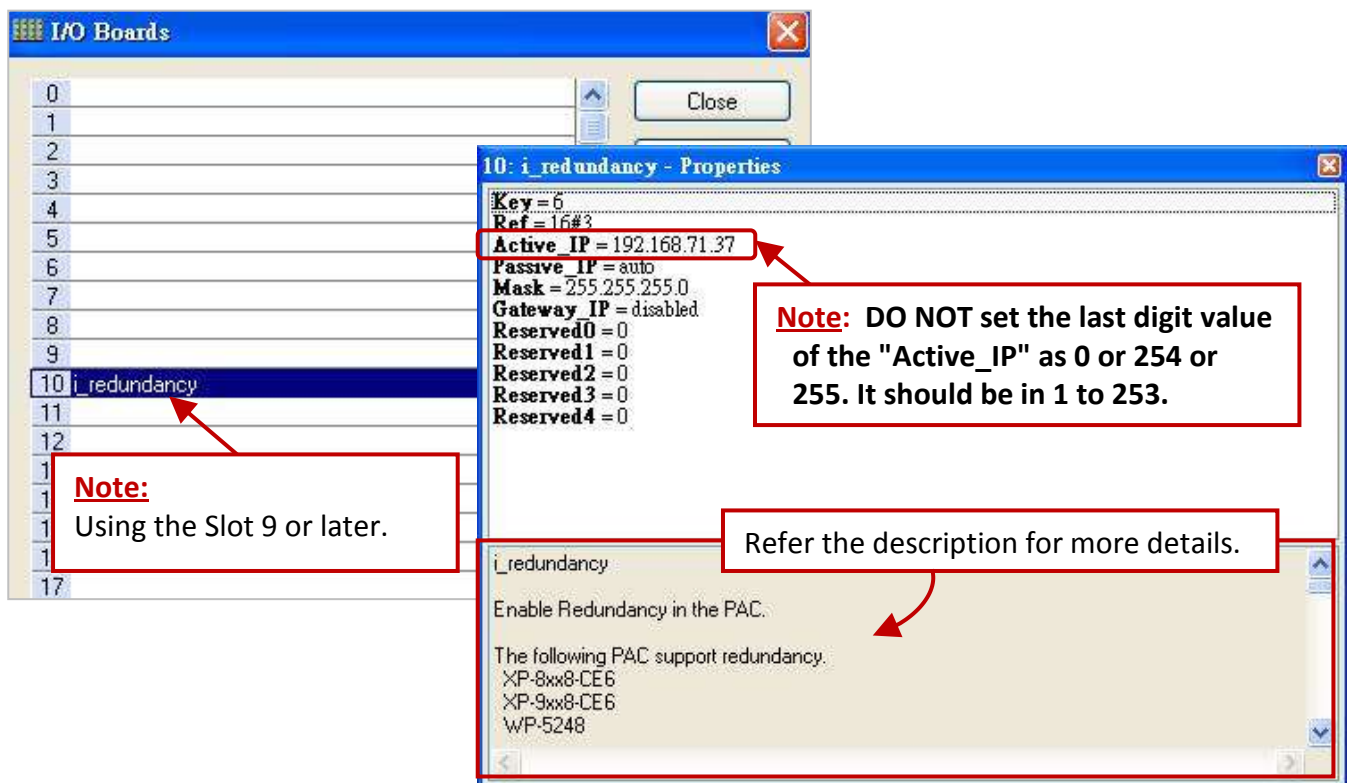 I/O Boards
0
Close
1
2
10: i_redundancy - Properties
3
Key = 6
4
Ref = 16#3
5
Active_IP = 192.168.71.37
6
Passive_IP = auto
7
Mask = 255.255.255.0
Gateway_IP = disabled
8
Reserved0 = 0
9
Reserved1 = 0
10 i_redundancy
Reserved2 = 0
Reserved3 = 0
11
Reserved4 = 0
12
Note: DO NOT set the last digit value
of the "Active_IP" as 0 or 254 or
255. It should be in 1 to 253.
Note:
Using the Slot 9 or later.
17
Refer the description for more details.
i_redundancy
Enable Redundancy in the PAC.
The following PAC support redundancy.
XP-8xx8-CE6
XP-9xx8-CE6
WP-5248